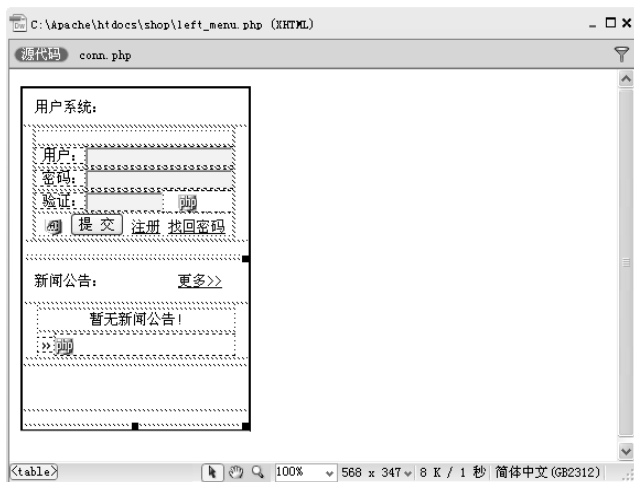 C:\Apache\htdocs\shop\left_menu.php (XHTML)
源代码 conn.php
用户系统：
用户：
密码：
验证： php
提 交 注册 找回密码
新闻公告： 更多>>
暂无新闻公告！
» php
<table> 100% 568 x 347 8 K / 1 秒 简体中文(GB2312)